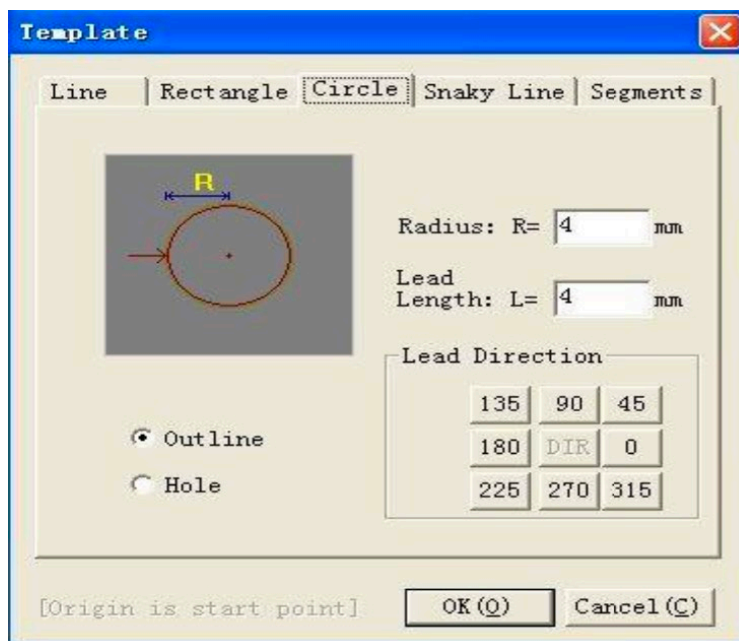 Template
Line Rectangle Circle Snaky Line Segments
R
Radius: R= 4 mm
Lead
Length: L= 4 mm
Lead Direction
135 90 45
180 DIR 0
225 270 315
Outline
Hole
[Origin is start point] OK(O) Cancel(C)